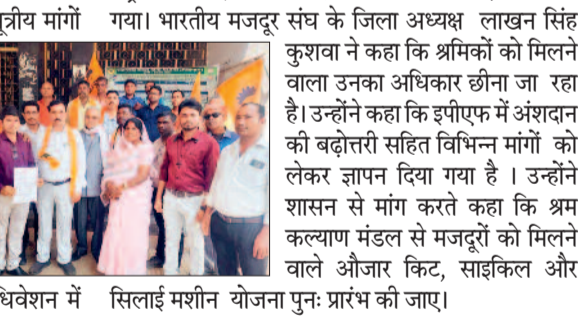 सूत्रीय मांगों
धिवेशन में
गया। भारतीय मजदूर संघ के जिला अध्यक्ष लाखन सिंह
कुशवा ने कहा कि श्रमिकों को मिलने
वाला उनका अधिकार छीना जा रहा
है। उन्होंने कहा कि इपीएफ में अंशदान
की बढ़ोत्तरी सहित विभिन्न मांगों को
लेकर ज्ञापन दिया गया है । उन्होंने
शासन से मांग करते कहा कि श्रम
कल्याण मंडल से मजदूरों को मिलने
वाले औजार किट, साइकिल और
सिलाई मशीन योजना पुनः प्रारंभ की जाए।